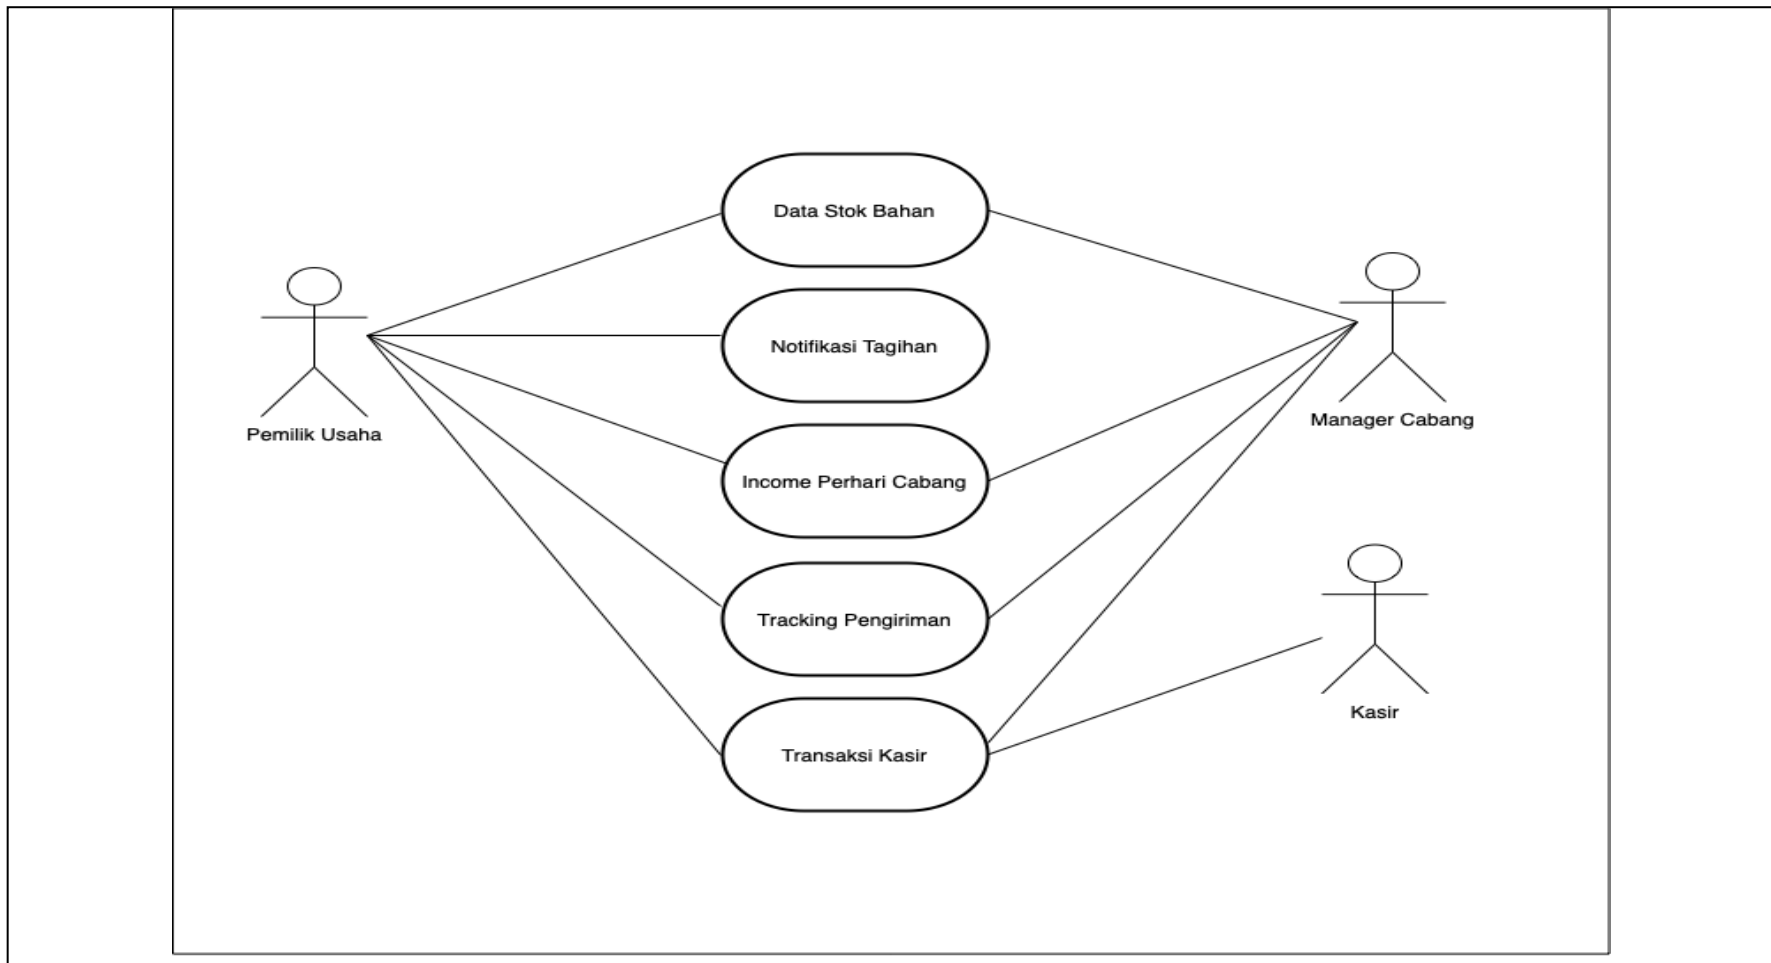 Data Stok Bahan
Notifikasi Tagihan
Pemilik Usaha
Manager Cabang
Income Perhari Cabang
Tracking Pengiriman
Kasir
Transaksi Kasir